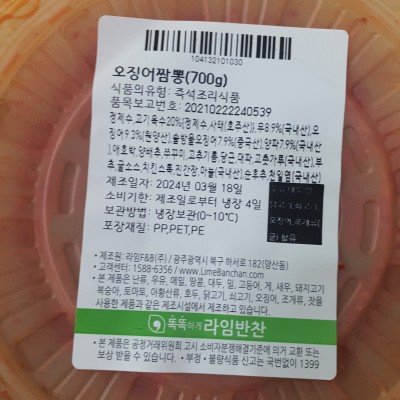 104132101030
오징어짬뽕(700g)
식품의유형: 즉석조리식품
품목보고번호: 20210222240539
정제수,고기육수20%{정제수,사태(호주산)},무8.9%(국내산),오
징어9.3%(원양산),솔방울오징어7.9%(중국산),양파7.9%(국내산)
,애호박,양배추,쭈꾸미,고추기름,당근,대파,고춧가루(국내산),부
추,굴소스,치킨스톡,진간장,마늘(국내산),순후추,천일염(국내산)
제조일자: 2024년 03월 18일
소비기한: 제조일로부터 냉장 4일
보관방법: 냉장보관(0~10℃)
포장재질: PP,PET,PE
굴) 함유
• 제조원: 라임F&B(주) / 광주광역시 북구 하서로 182(양산동)
• 고객센터: 1588-6356 / www.LimeBanchan.com
• 본 제품은 난류, 우유, 메밀, 땅콩, 대두, 밀, 고등어, 게, 새우, 돼지고기
복숭아, 토마토, 아황산류, 호두, 닭고기, 쇠고기, 오징어, 조개류, 잣을
사용한 제품과 같은 제조시설에서 제조하고 있습니다.
똑똑하게 라임반찬
• 본 제품은 공정거래위원회 고시 소비자분쟁해결기준에 의거 교환 또는
보상 받을 수 있습니다. • 부정 • 불량식품 신고는 국번없이 1399